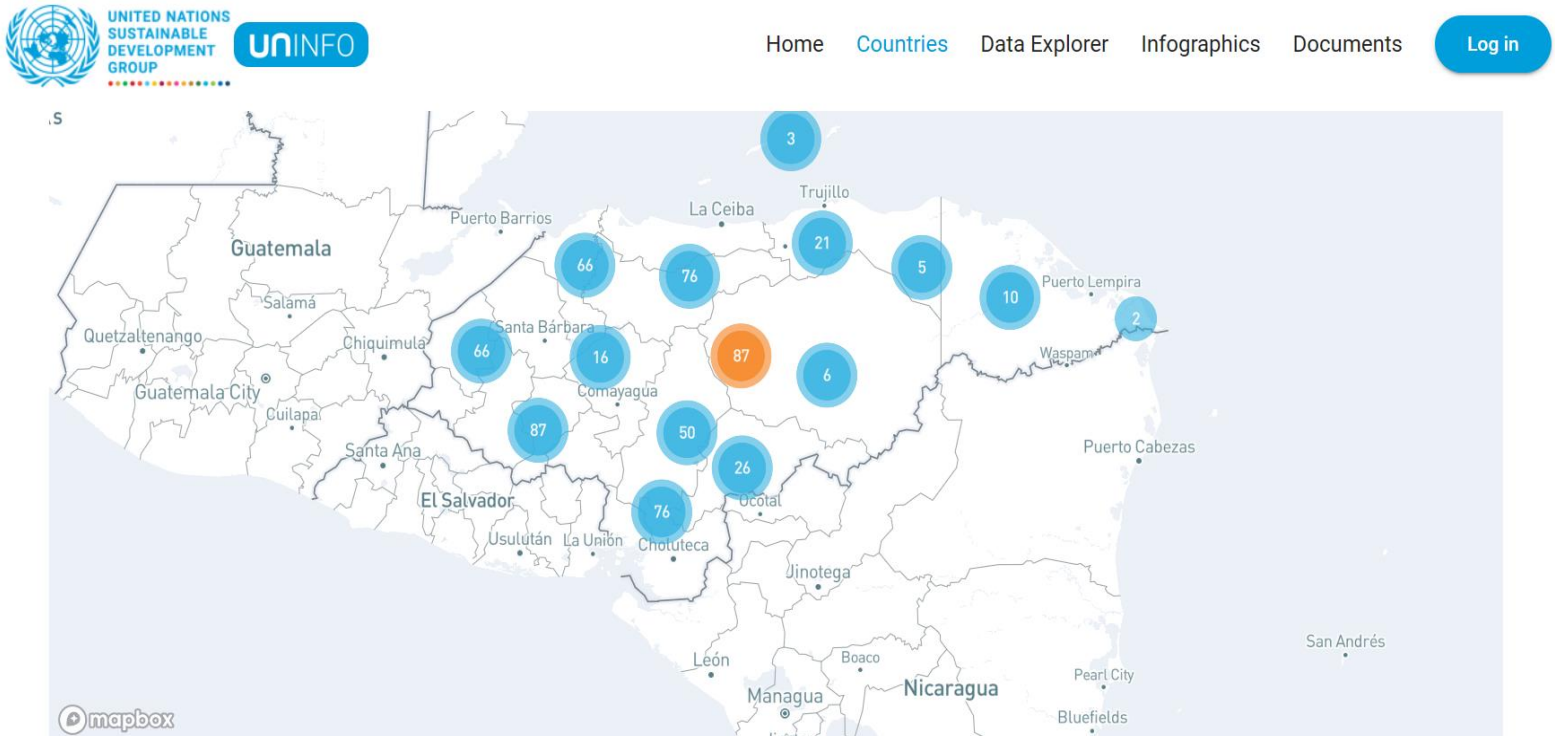 UNITED NATIONS
SUSTAINABLE
DEVELOPMENT
GROUP
UNINFO
Home Countries Data Explorer Infographics Documents Log in
AS
3
Trujillo
La Ceiba
Puerto Barrios
21
Guatemala
66
76
5
Puerto Lempira
10
Salamá
2
Santa Bárbara
Quetzaltenango
Chiquimula
66
16
87
Waspam
6
Guatemala City
Comayagua
Cuilapa
87
50
Puerto Cabezas
Santa Ana
26
El Salvador
Ocotal
76
Usulután
La Unión
Choluteca
Jinotega
San Andrés
León
Boaco
Pearl City
Managua
Nicaragua
Bluefields
mapbox